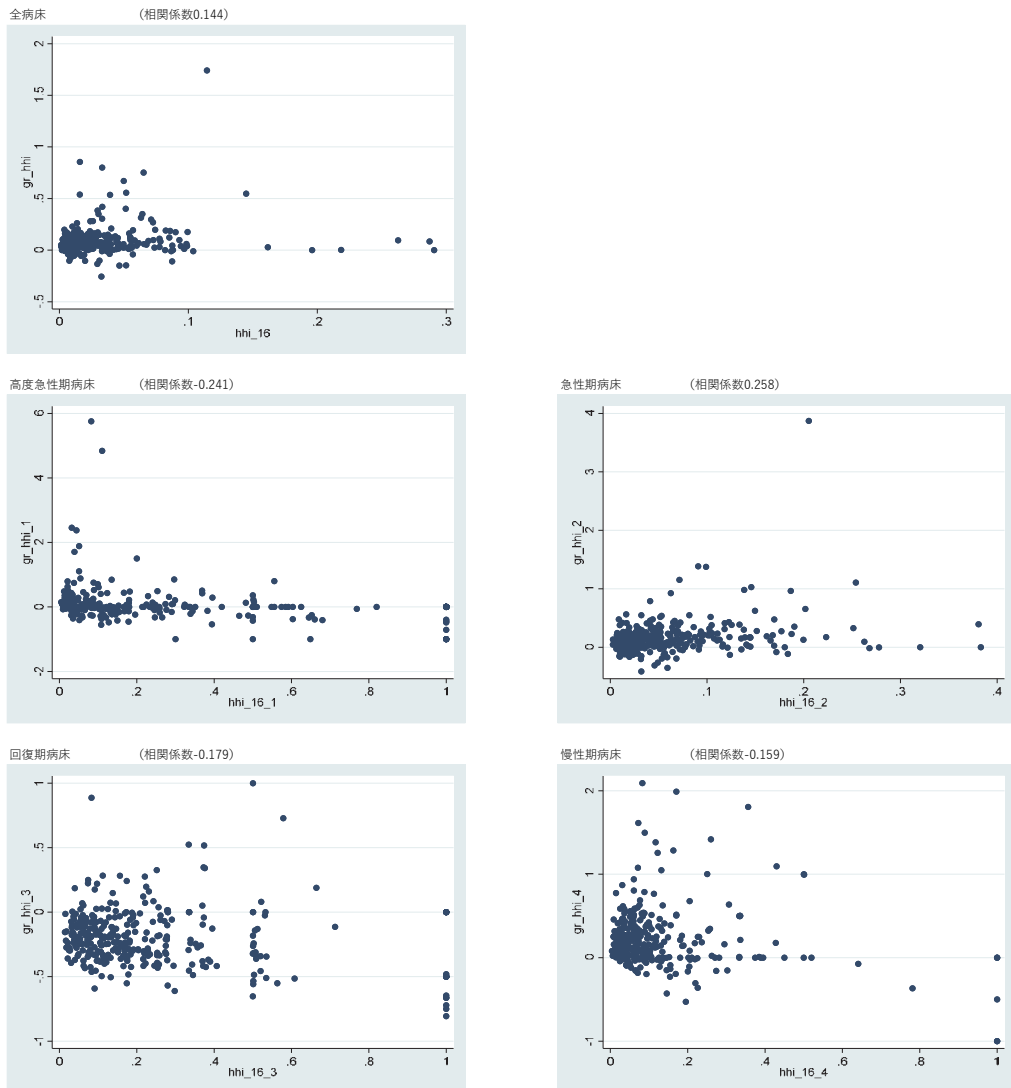 全病床 （相関係数0.144）
2
1.5
1
.5
0
-.5
gr_hhi
0 .1 .2 .3
hhi_16
高度急性期病床 （相関係数-0.241）
6
4
2
0
-2
gr_hhi_1
0 .2 .4 .6 .8 1
hhi_16_1
急性期病床 （相関係数0.258）
4
3
2
1
0
gr_hhi_2
0 .1 .2 .3 .4
hhi_16_2
回復期病床 （相関係数-0.179）
1
.5
0
-.5
-1
gr_hhi_3
0 .2 .4 .6 .8 1
hhi_16_3
慢性期病床 （相関係数-0.159）
2
1
0
-1
gr_hhi_4
0 .2 .4 .6 .8 1
hhi_16_4